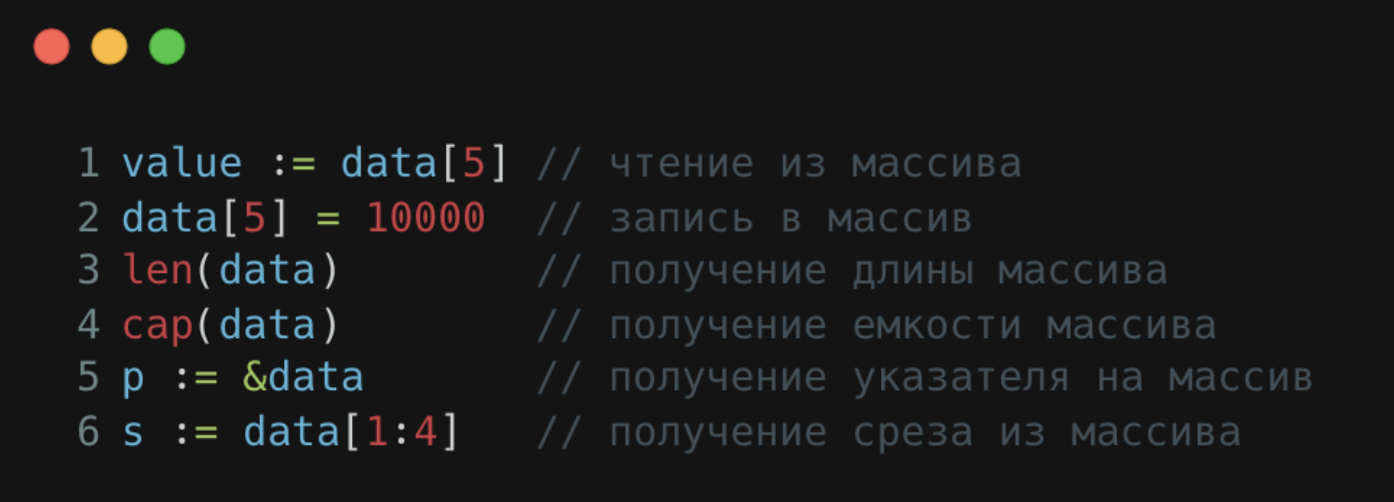 1 value := data[5] // чтение из массива
2 data[5] = 10000  // запись в массив
3 len(data)        // получение длины массива
4 cap(data)        // получение емкости массива
5 p := &data       // получение указателя на массив
6 s := data[1:4]   // получение среза из массива